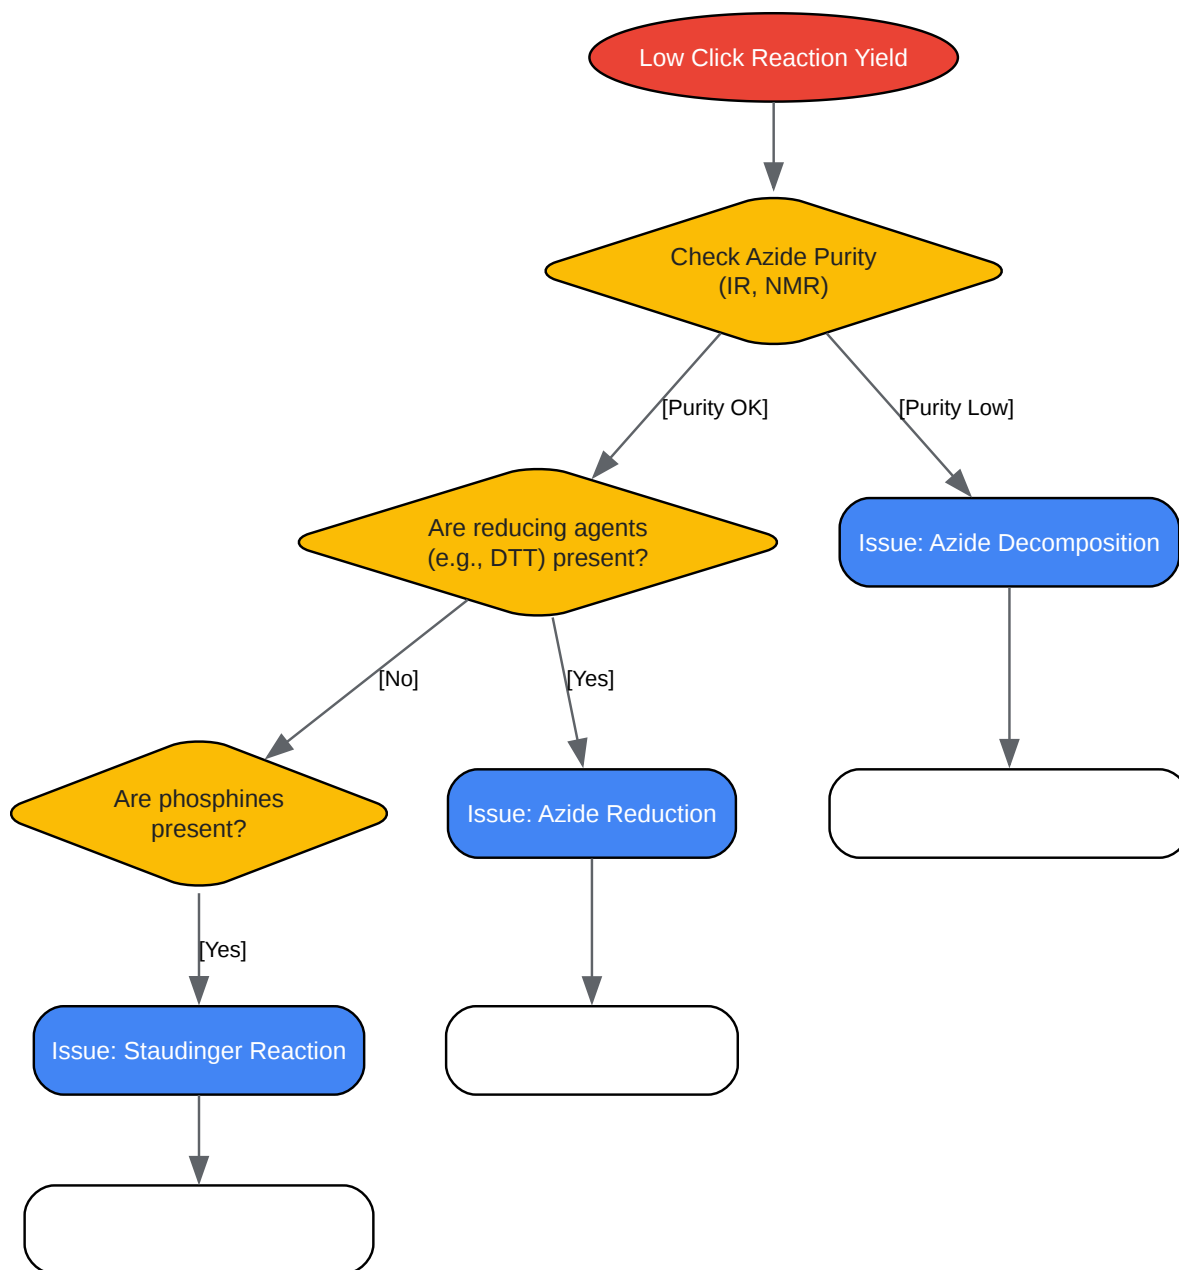 Low Click Reaction Yield
Check Azide Purity
(IR, NMR)
[Purity OK]
[Purity Low]
Are reducing agents
(e.g., DTT) present?
Issue: Azide Decomposition
[No]
[Yes]
Are phosphines
present?
Issue: Azide Reduction
[Yes]
Issue: Staudinger Reaction